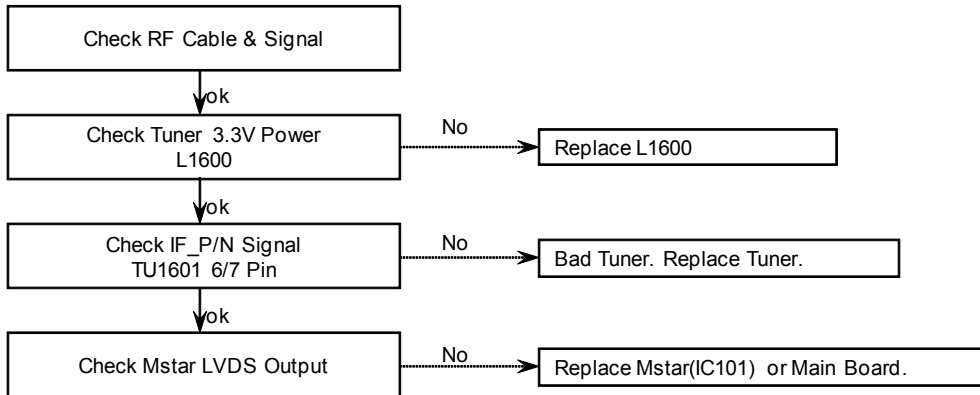 Check RF Cable & Signal
ok
Check Tuner 3.3V Power
L1600
No
Replace L1600
ok
Check IF_P/N Signal
TU1601 6/7 Pin
No
Bad Tuner. Replace Tuner.
ok
Check Mstar LVDS Output
No
Replace Mstar(IC101) or Main Board.